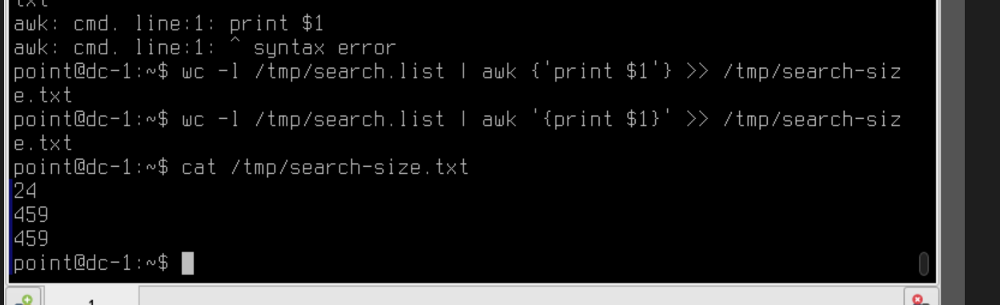 txt
awk: cmd. line:1: print $1
awk: cmd. line:1: ^ syntax error
point@dc-1:~$ wc -l /tmp/search.list | awk {'print $1'} >> /tmp/search-siz
e.txt
point@dc-1:~$ wc -l /tmp/search.list | awk '{print $1}' >> /tmp/search-siz
e.txt
point@dc-1:~$ cat /tmp/search-size.txt
24
459
459
point@dc-1:~$
1